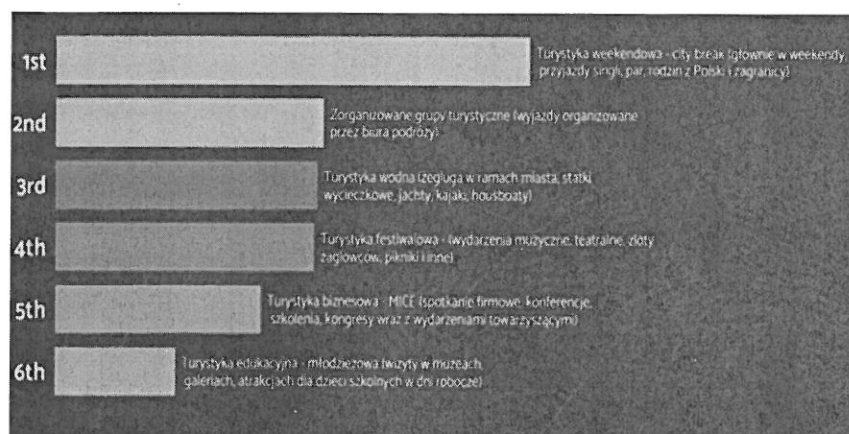 1st
Turystyka weekendowa - city break (głównie w weekendy,
przyjazdy singli, par, rodzin z Polski i zagranicy)
2nd
Zorganizowane grupy turystyczne (wyjazdy organizowane
przez biura podróży)
3rd
Turystyka wodna (żegluga w ramach miasta, statki
wycieczkowe, jachty, kajaki, housboaty)
4th
Turystyka festiwalowa - (wydarzenia muzyczne, teatralne, zloty
żaglowców, pikniki i inne)
5th
Turystyka biznesowa - MICE (spotkanie firmowe, konferencje,
szkolenia, kongresy wraz z wydarzeniami towarzyszącymi)
6th
Turystyka edukacyjna - młodzieżowa (wizyty w muzeach,
galeriach, atrakcjach dla dzieci szkolnych w dni robocze)